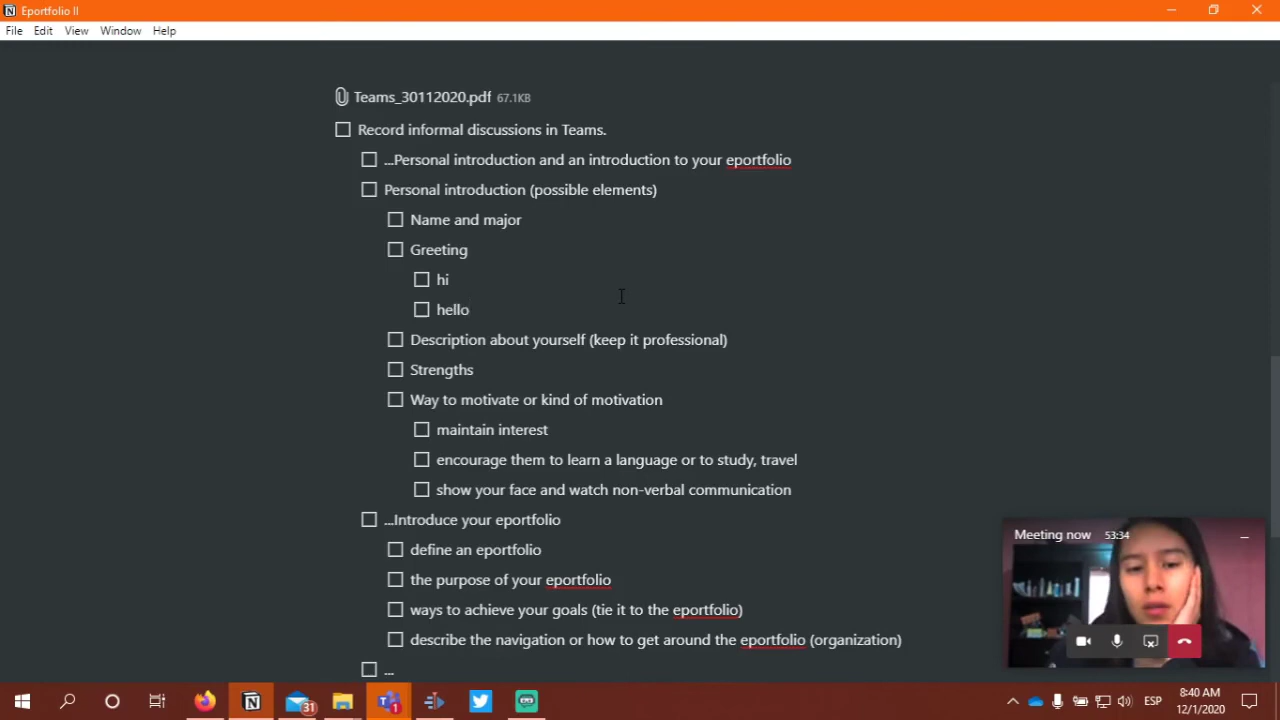 Eportfolio II
File Edit View Window Help
Teams_30112020.pdf 67.1KB
Record informal discussions in Teams.
...Personal introduction and an introduction to your eportfolio
Personal introduction (possible elements)
Name and major
Greeting
hi
hello
Description about yourself (keep it professional)
Strengths
Way to motivate or kind of motivation
maintain interest
encourage them to learn a language or to study, travel
show your face and watch non-verbal communication
...Introduce your eportfolio
define an eportfolio
the purpose of your eportfolio
ways to achieve your goals (tie it to the eportfolio)
describe the navigation or how to get around the eportfolio (organization)
...
Meeting now 53:34
31
1
ESP
8:40 AM
12/1/2020